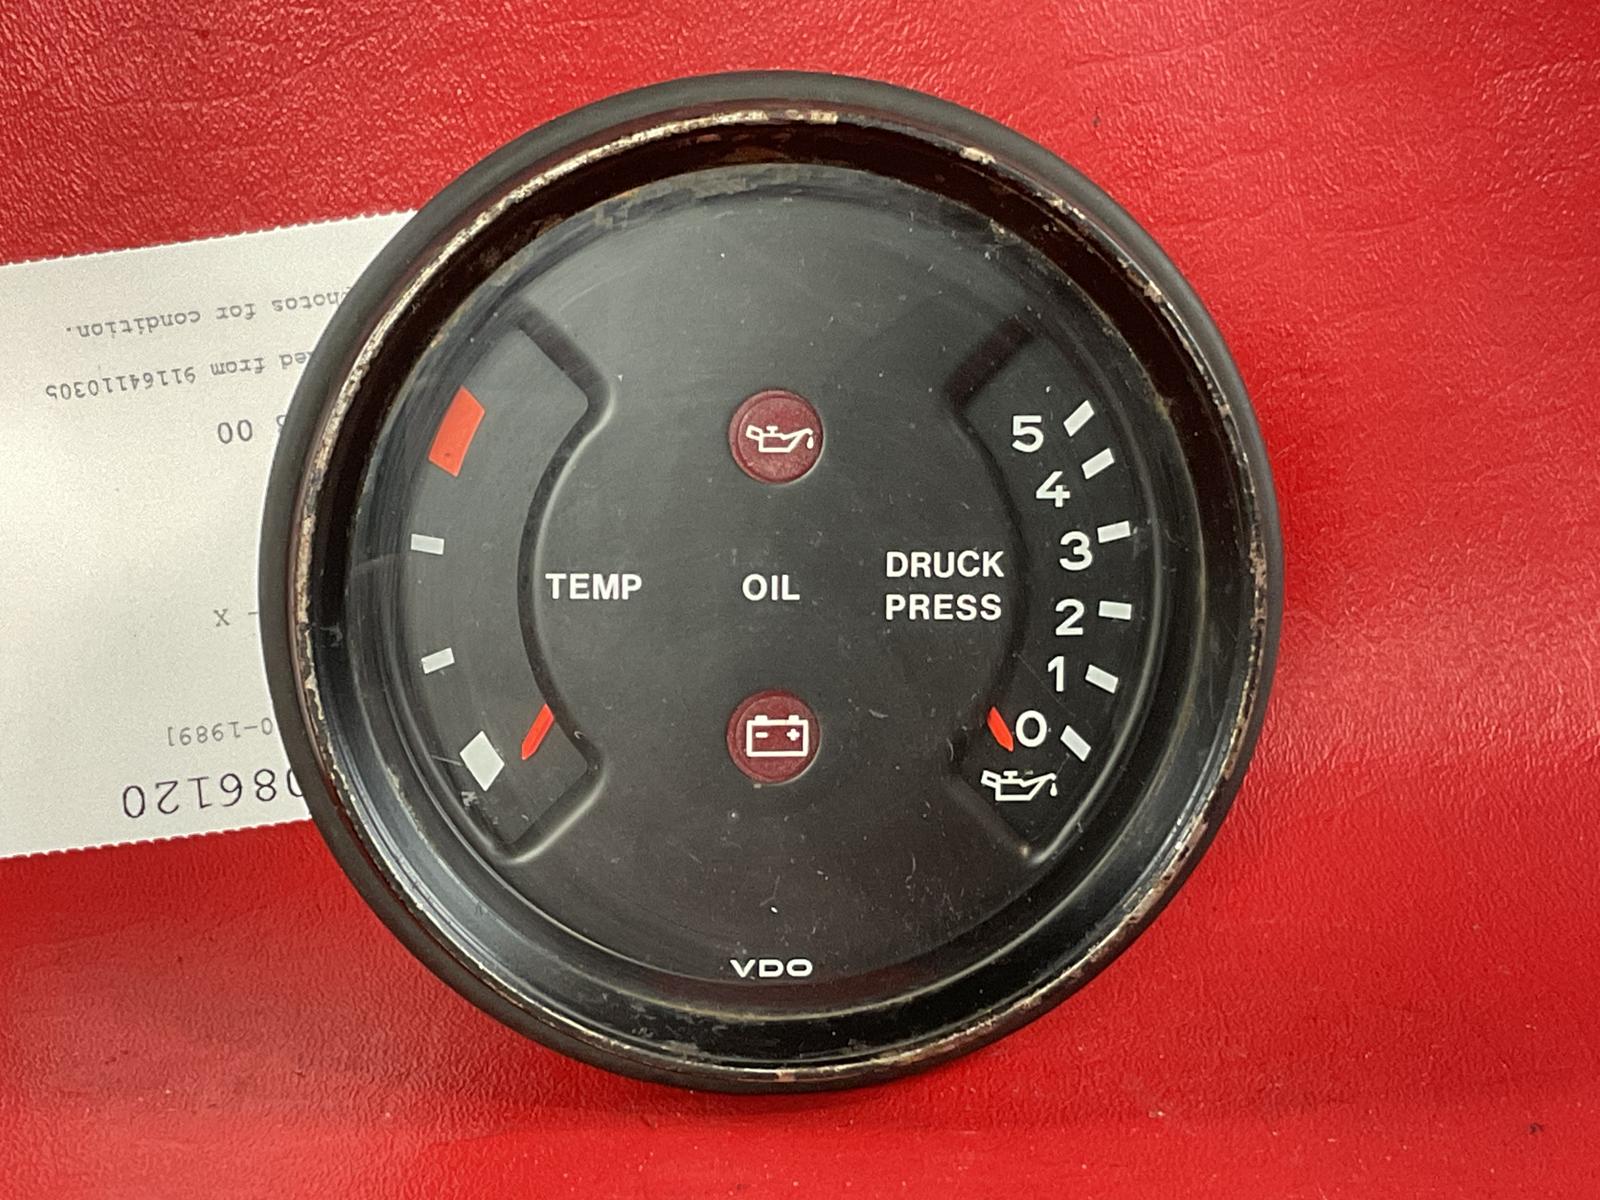 5
4
3
2
1
0
TEMP
OIL
DRUCK
PRESS
VDO
086120
0-1989]
- X
00
from 91164110305
photos for condition.